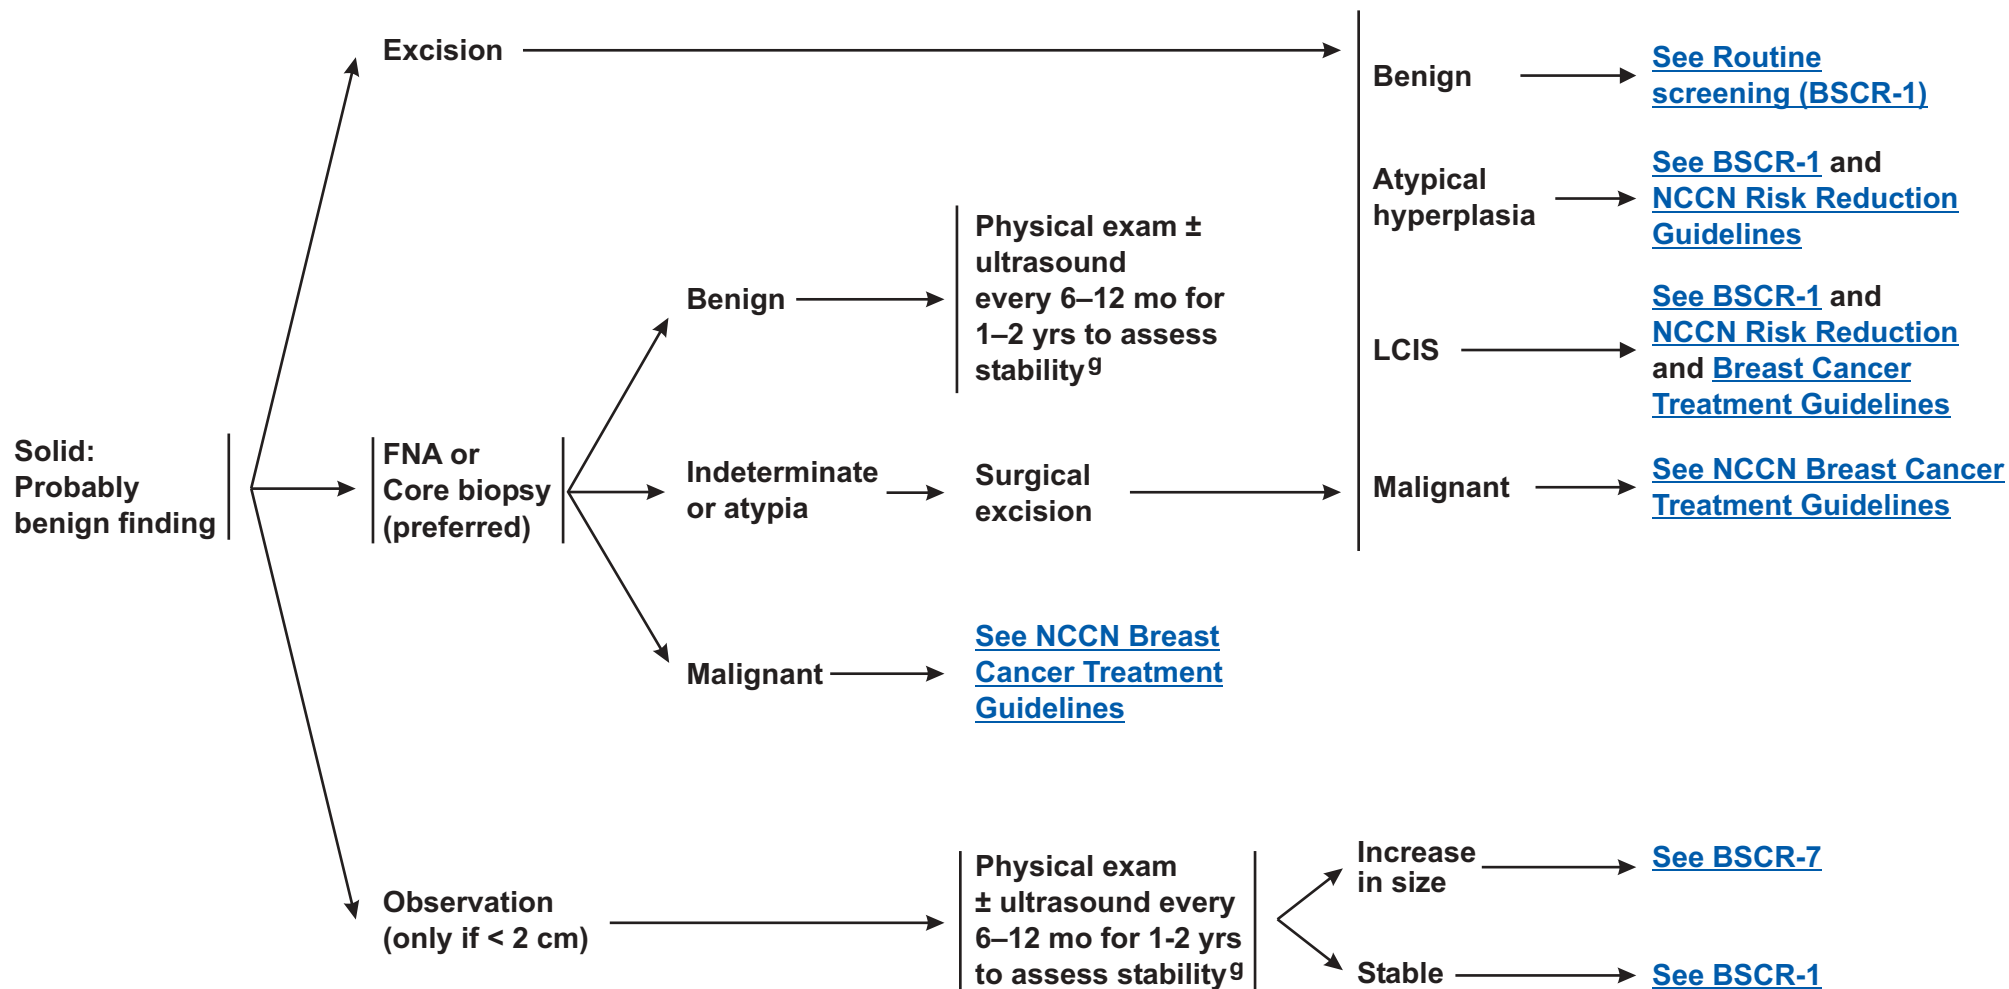 Solid:
Probably
benign finding
Excision
FNA or
Core biopsy
(preferred)
Observation
(only if < 2 cm)
Benign
Physical exam ±
ultrasound
every 6–12 mo for
1–2 yrs to assess
stability g
Indeterminate
or atypia
Surgical
excision
Malignant
See NCCN Breast
Cancer Treatment
Guidelines
Benign
See Routine
screening (BSCR-1)
Atypical
hyperplasia
See BSCR-1 and
NCCN Risk Reduction
Guidelines
LCIS
See BSCR-1 and
NCCN Risk Reduction
and Breast Cancer
Treatment Guidelines
Malignant
See NCCN Breast Cancer
Treatment Guidelines
Physical exam
± ultrasound every
6–12 mo for 1-2 yrs
to assess stability g
Increase
in size
See BSCR-7
Stable
See BSCR-1